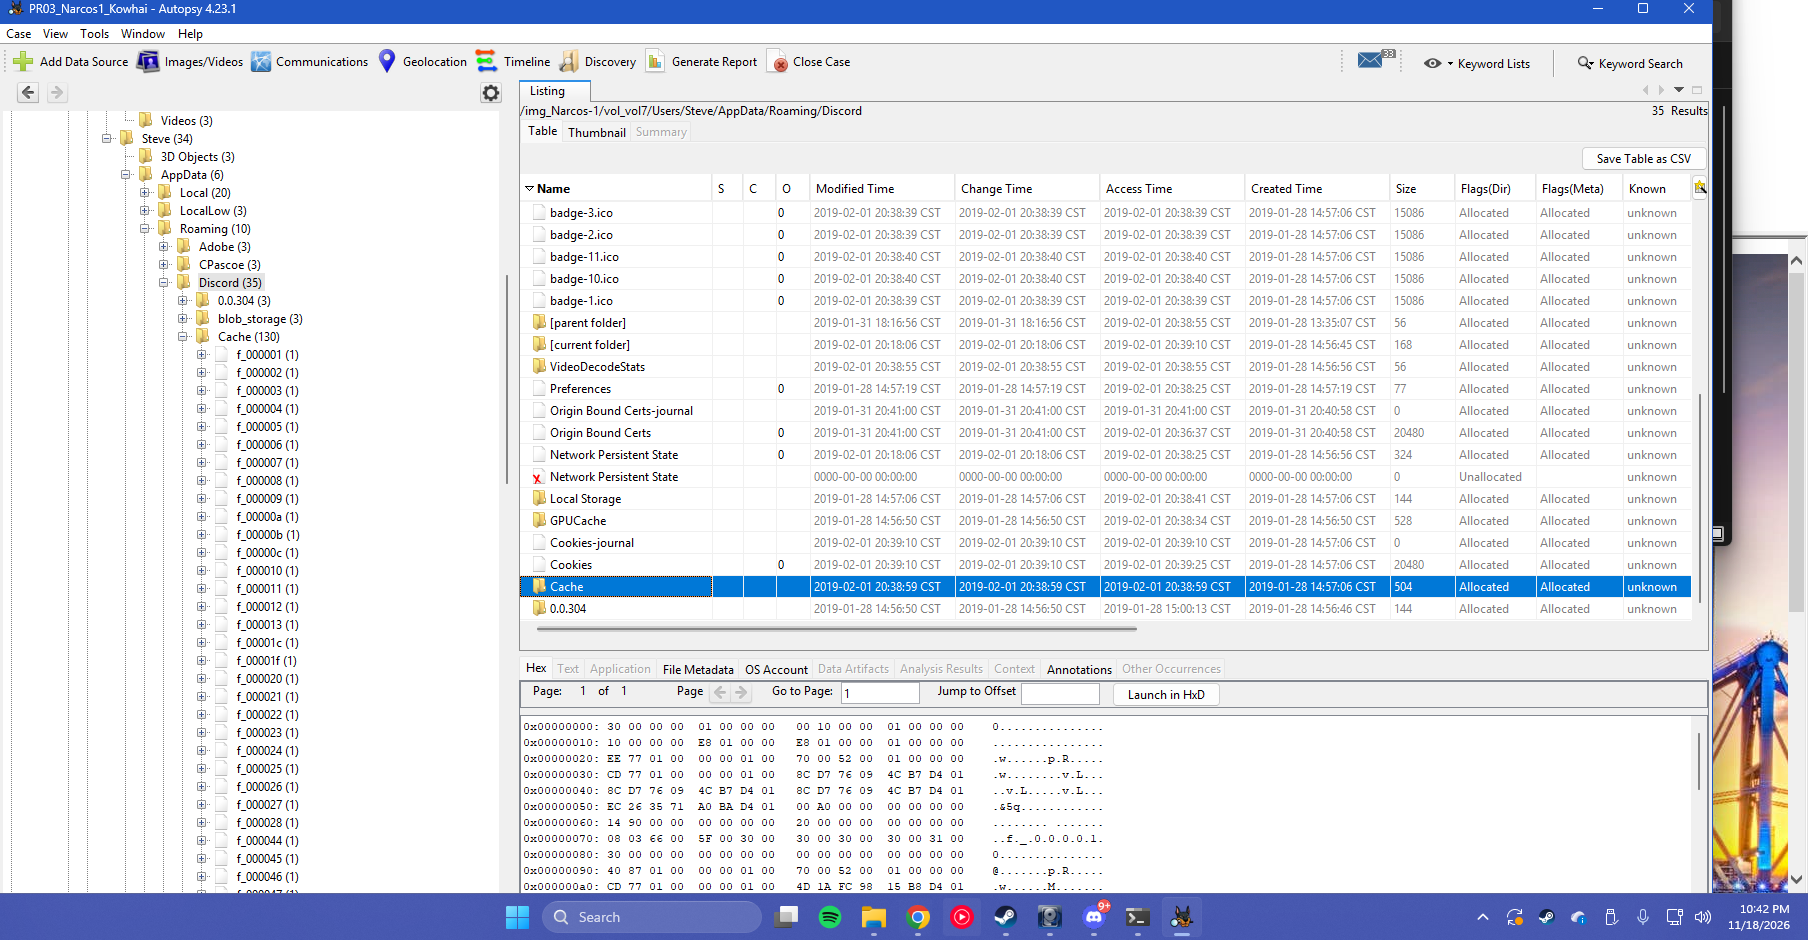 PR03_Narcos1_Kowhai - Autopsy 4.23.1
Case View Tools Window Help
Add Data Source Images/Videos Communications Geolocation Timeline Discovery Generate Report Close Case 33 Keyword Lists Keyword Search
Videos (3)
Steve (34)
3D Objects (3)
AppData (6)
Local (20)
LocalLow (3)
Roaming (10)
Adobe (3)
CPascoe (3)
Discord (35)
0.0.304 (3)
blob_storage (3)
Cache (130)
f_000001 (1)
f_000002 (1)
f_000003 (1)
f_000004 (1)
f_000005 (1)
f_000006 (1)
f_000007 (1)
f_000008 (1)
f_000009 (1)
f_00000a (1)
f_00000b (1)
f_00000c (1)
f_000010 (1)
f_000011 (1)
f_000012 (1)
f_000013 (1)
f_00001c (1)
f_00001f (1)
f_000020 (1)
f_000021 (1)
f_000022 (1)
f_000023 (1)
f_000024 (1)
f_000025 (1)
f_000026 (1)
f_000027 (1)
f_000028 (1)
f_000044 (1)
f_000045 (1)
f_000046 (1)
Listing
/img_Narcos-1/vol_vol7/Users/Steve/AppData/Roaming/Discord 35 Results
Table Thumbnail Summary
Save Table as CSV
Name S C O Modified Time Change Time Access Time Created Time Size Flags(Dir) Flags(Meta) Known
badge-3.ico 0 2019-02-01 20:38:39 CST 2019-02-01 20:38:39 CST 2019-02-01 20:38:39 CST 2019-01-28 14:57:06 CST 15086 Allocated Allocated unknown
badge-2.ico 0 2019-02-01 20:38:39 CST 2019-02-01 20:38:39 CST 2019-02-01 20:38:39 CST 2019-01-28 14:57:06 CST 15086 Allocated Allocated unknown
badge-11.ico 0 2019-02-01 20:38:40 CST 2019-02-01 20:38:40 CST 2019-02-01 20:38:40 CST 2019-01-28 14:57:06 CST 15086 Allocated Allocated unknown
badge-10.ico 0 2019-02-01 20:38:40 CST 2019-02-01 20:38:40 CST 2019-02-01 20:38:40 CST 2019-01-28 14:57:06 CST 15086 Allocated Allocated unknown
badge-1.ico 0 2019-02-01 20:38:39 CST 2019-02-01 20:38:39 CST 2019-02-01 20:38:39 CST 2019-01-28 14:57:06 CST 15086 Allocated Allocated unknown
[parent folder] 2019-01-31 18:16:56 CST 2019-01-31 18:16:56 CST 2019-02-01 20:38:55 CST 2019-01-28 13:35:07 CST 56 Allocated Allocated unknown
[current folder] 2019-02-01 20:18:06 CST 2019-02-01 20:18:06 CST 2019-02-01 20:39:10 CST 2019-01-28 14:56:45 CST 168 Allocated Allocated unknown
VideoDecodeStats 2019-02-01 20:38:55 CST 2019-02-01 20:38:55 CST 2019-02-01 20:38:55 CST 2019-01-28 14:56:56 CST 56 Allocated Allocated unknown
Preferences 0 2019-01-28 14:57:19 CST 2019-01-28 14:57:19 CST 2019-02-01 20:38:25 CST 2019-01-28 14:57:19 CST 77 Allocated Allocated unknown
Origin Bound Certs-journal 2019-01-31 20:41:00 CST 2019-01-31 20:41:00 CST 2019-01-31 20:41:00 CST 2019-01-31 20:40:58 CST 0 Allocated Allocated unknown
Origin Bound Certs 0 2019-01-31 20:41:00 CST 2019-01-31 20:41:00 CST 2019-02-01 20:36:37 CST 2019-01-31 20:40:58 CST 20480 Allocated Allocated unknown
Network Persistent State 0 2019-02-01 20:18:06 CST 2019-02-01 20:18:06 CST 2019-02-01 20:38:25 CST 2019-01-28 14:56:56 CST 324 Allocated Allocated unknown
Network Persistent State 0000-00-00 00:00:00 0000-00-00 00:00:00 0000-00-00 00:00:00 0000-00-00 00:00:00 0 Unallocated unknown
Local Storage 2019-01-28 14:57:06 CST 2019-01-28 14:57:06 CST 2019-02-01 20:38:41 CST 2019-01-28 14:57:06 CST 144 Allocated Allocated unknown
GPUCache 2019-01-28 14:56:50 CST 2019-01-28 14:56:50 CST 2019-02-01 20:38:34 CST 2019-01-28 14:56:50 CST 528 Allocated Allocated unknown
Cookies-journal 2019-02-01 20:39:10 CST 2019-02-01 20:39:10 CST 2019-02-01 20:39:10 CST 2019-01-28 14:57:06 CST 0 Allocated Allocated unknown
Cookies 0 2019-02-01 20:39:10 CST 2019-02-01 20:39:10 CST 2019-02-01 20:39:25 CST 2019-01-28 14:57:06 CST 20480 Allocated Allocated unknown
Cache 2019-02-01 20:38:59 CST 2019-02-01 20:38:59 CST 2019-02-01 20:38:59 CST 2019-01-28 14:57:06 CST 504 Allocated Allocated unknown
0.0.304 2019-01-28 14:56:50 CST 2019-01-28 14:56:50 CST 2019-01-28 15:00:13 CST 2019-01-28 14:56:46 CST 144 Allocated Allocated unknown
Hex Text Application File Metadata OS Account Data Artifacts Analysis Results Context Annotations Other Occurrences
Page: 1 of 1 Page Go to Page: 1 Jump to Offset Launch in HxD
0x00000000: 30 00 00 00 01 00 00 00 00 10 00 00 01 00 00 00 0...............
0x00000010: 10 00 00 00 E8 01 00 00 E8 01 00 00 01 00 00 00 ................
0x00000020: EE 77 01 00 00 00 01 00 70 00 52 00 01 00 00 00 .w......p.R.....
0x00000030: CD 77 01 00 00 00 01 00 8C D7 76 09 4C B7 D4 01 .w........v.L...
0x00000040: 8C D7 76 09 4C B7 D4 01 8C D7 76 09 4C B7 D4 01 ..v.L.....v.L...
0x00000050: EC 26 35 71 A0 BA D4 01 00 A0 00 00 00 00 00 00 .&5q............
0x00000060: 14 90 00 00 00 00 00 00 20 00 00 00 00 00 00 00 ........ .......
0x00000070: 08 03 66 00 5F 00 30 00 30 00 30 00 30 00 31 00 ..f._.0.0.0.0.1.
0x00000080: 30 00 00 00 00 00 00 00 00 00 00 00 00 00 00 00 0...............
0x00000090: 40 87 01 00 00 00 01 00 70 00 52 00 01 00 00 00 @.......p.R.....
0x000000a0: CD 77 01 00 00 00 01 00 4D 1A FC 98 15 B8 D4 01 .w......M.......
Search 9+ 10:42 PM
11/18/2026